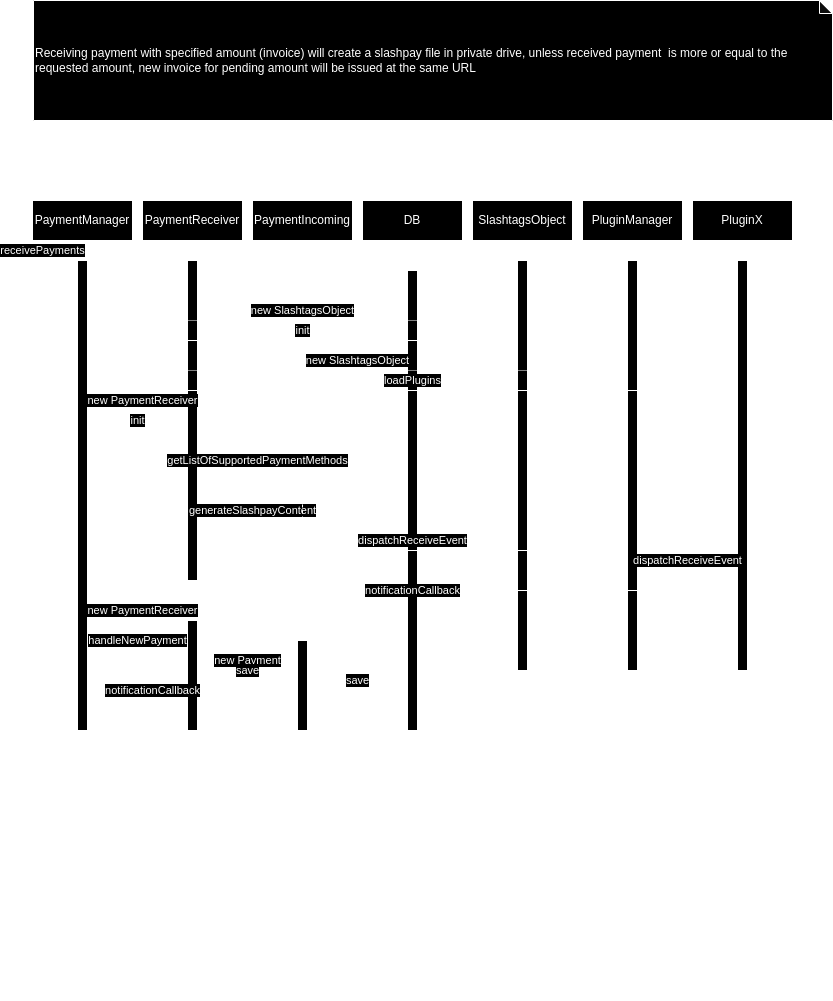 Receiving payment with specified amount (invoice) will create a slashpay file in private drive, unless received payment  is more or equal to the
requested amount, new invoice for pending amount will be issued at the same URL
PaymentManager
PaymentReceiver
PaymentIncoming
DB
SlashtagsObject
PluginManager
PluginX
receivePayments
new SlashtagsObject
init
new SlashtagsObject
loadPlugins
new PaymentReceiver
init
getListOfSupportedPaymentMethods
generateSlashpayContent
dispatchReceiveEvent
dispatchReceiveEvent
notificationCallback
new PaymentReceiver
handleNewPayment
new Payment
save
save
notificationCallback